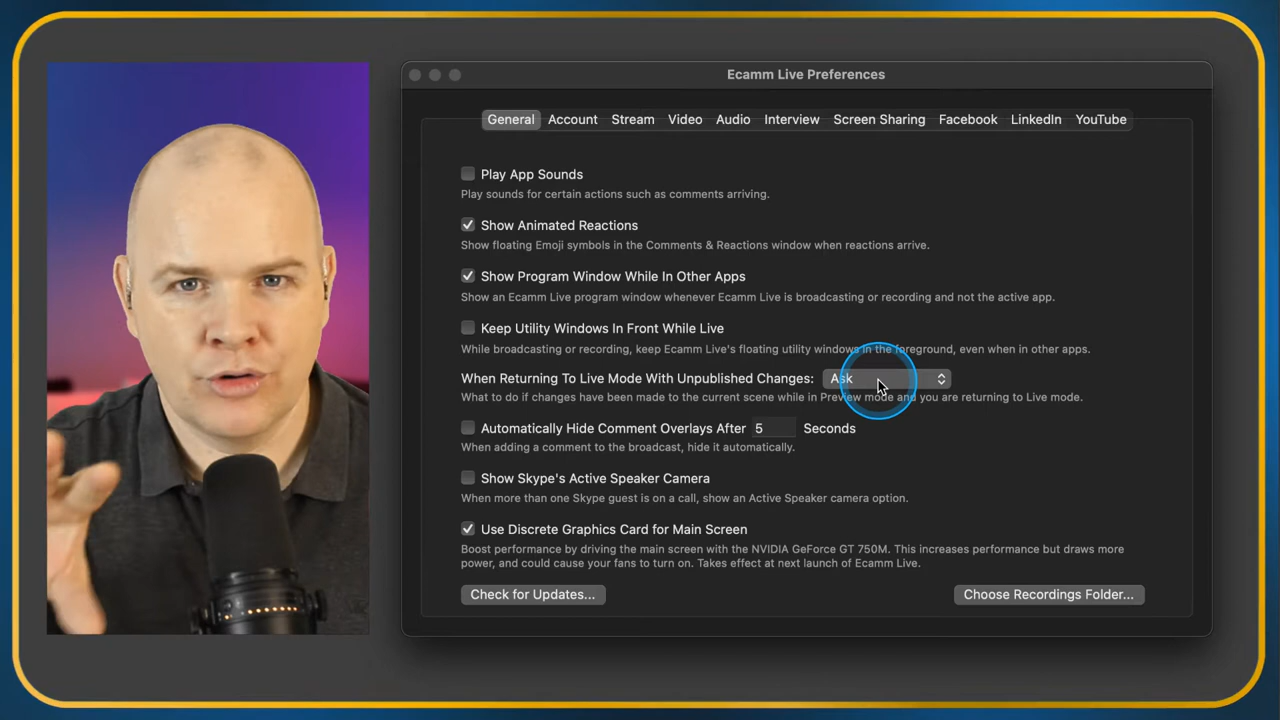 Ecamm Live Preferences
General Account Stream Video Audio Interview Screen Sharing Facebook LinkedIn YouTube
Play App Sounds
Play sounds for certain actions such as comments arriving.
Show Animated Reactions
Show floating Emoji symbols in the Comments & Reactions window when reactions arrive.
Show Program Window While In Other Apps
Show an Ecamm Live program window whenever Ecamm Live is broadcasting or recording and not the active app.
Keep Utility Windows In Front While Live
While broadcasting or recording, keep Ecamm Live's floating utility windows in the foreground, even when in other apps.
When Returning To Live Mode With Unpublished Changes: Ask
What to do if changes have been made to the current scene while in Preview mode and you are returning to Live mode.
Automatically Hide Comment Overlays After 5 Seconds
When adding a comment to the broadcast, hide it automatically.
Show Skype's Active Speaker Camera
When more than one Skype guest is on a call, show an Active Speaker camera option.
Use Discrete Graphics Card for Main Screen
Boost performance by driving the main screen with the NVIDIA GeForce GT 750M. This increases performance but draws more
power, and could cause your fans to turn on. Takes effect at next launch of Ecamm Live.
Check for Updates... Choose Recordings Folder...